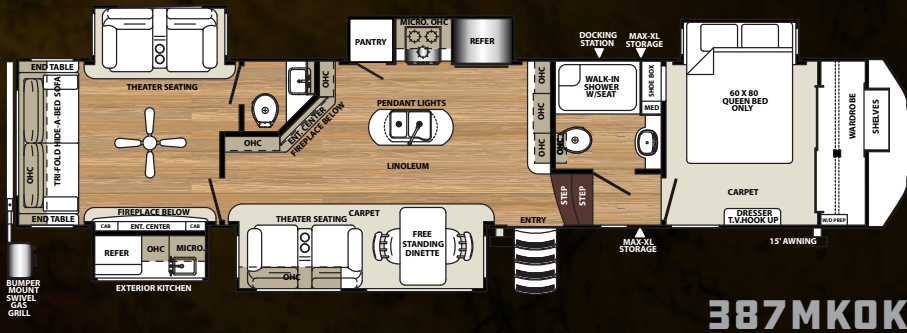 MICRO. OHC
PANTRY
REFER
DOCKING
STATION
MAX-XL
STORAGE
END TABLE
THEATER SEATING
OHC
TRI-FOLD HIDE-A-BED SOFA
END TABLE
OHC
ENT. CENTER
FIREPLACE BELOW
OHC
PENDANT LIGHTS
LINOLEUM
OHC
OHC
OHC
WALK-IN
SHOWER
W/SEAT
SHOE BOX
MED
OHC
60 X 80
QUEEN BED
ONLY
WARDROBE
SHELVES
STEP
STEP
CARPET
DRESSER
T.V.HOOK UP
W/D PREP
FIREPLACE BELOW
CAB
ENT. CENTER
CAB
REFER
OHC
MICRO.
EXTERIOR KITCHEN
CARPET
THEATER SEATING
OHC
FREE
STANDING
DINETTE
ENTRY
MAX-XL
STORAGE
15' AWNING
BUMPER
MOUNT
SWIVEL
GAS
GRILL
387MKOK